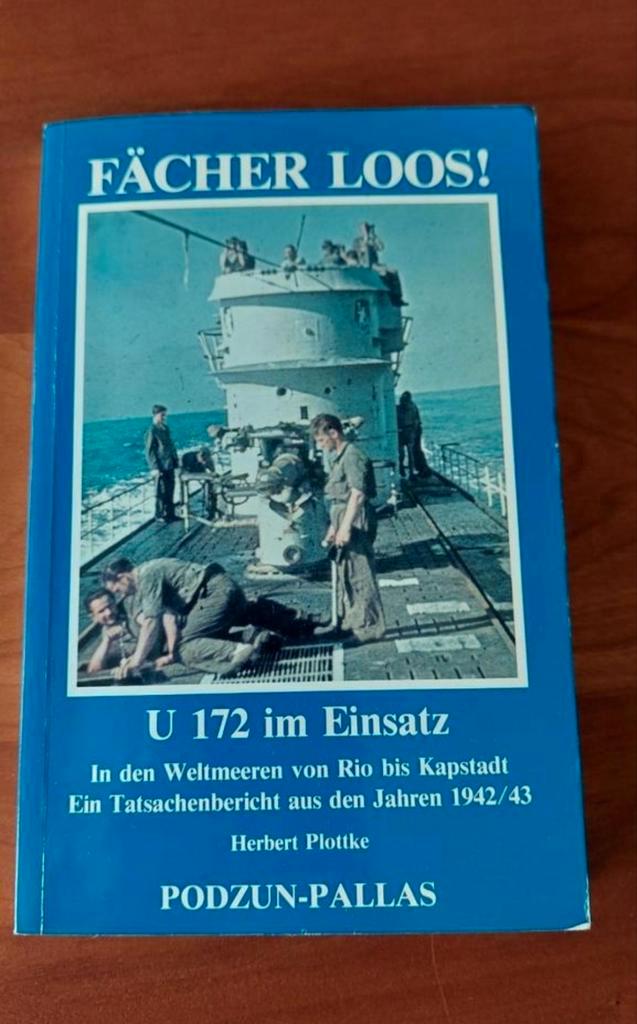 FÄCHER LOOS!
U 172 im Einsatz
In den Weltmeeren von Rio bis Kapstadt
Ein Tatsachenbericht aus den Jahren 1942/43
Herbert Plottke
PODZUN-PALLAS